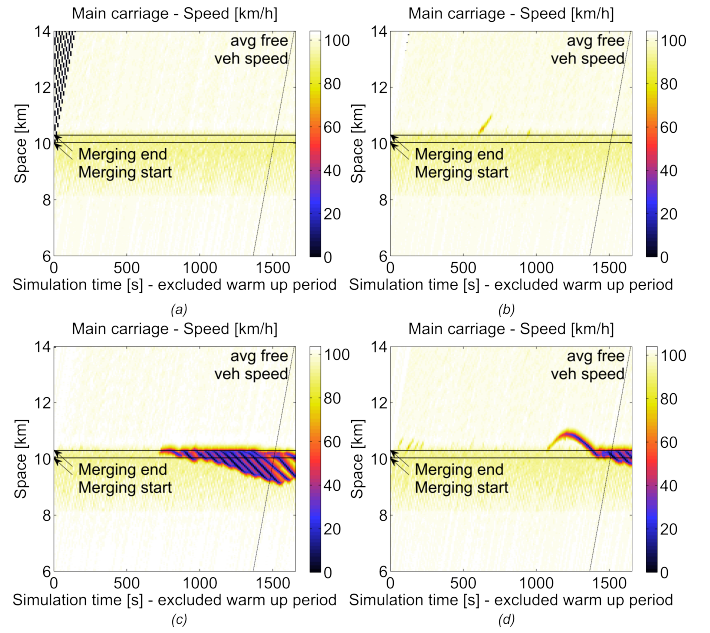 Main carriage - Speed [km/h]
14
12
10
8
6
Space [km]
avg free
veh speed
Merging end
Merging start
100
80
60
40
20
0
0 500 1000 1500
Simulation time [s] - excluded warm up period
(a)
Main carriage - Speed [km/h]
14
12
10
8
6
Space [km]
avg free
veh speed
Merging end
Merging start
100
80
60
40
20
0
0 500 1000 1500
Simulation time [s] - excluded warm up period
(b)
Main carriage - Speed [km/h]
14
12
10
8
6
Space [km]
avg free
veh speed
Merging end
Merging start
100
80
60
40
20
0
0 500 1000 1500
Simulation time [s] - excluded warm up period
(c)
Main carriage - Speed [km/h]
14
12
10
8
6
Space [km]
avg free
veh speed
Merging end
Merging start
100
80
60
40
20
0
0 500 1000 1500
Simulation time [s] - excluded warm up period
(d)